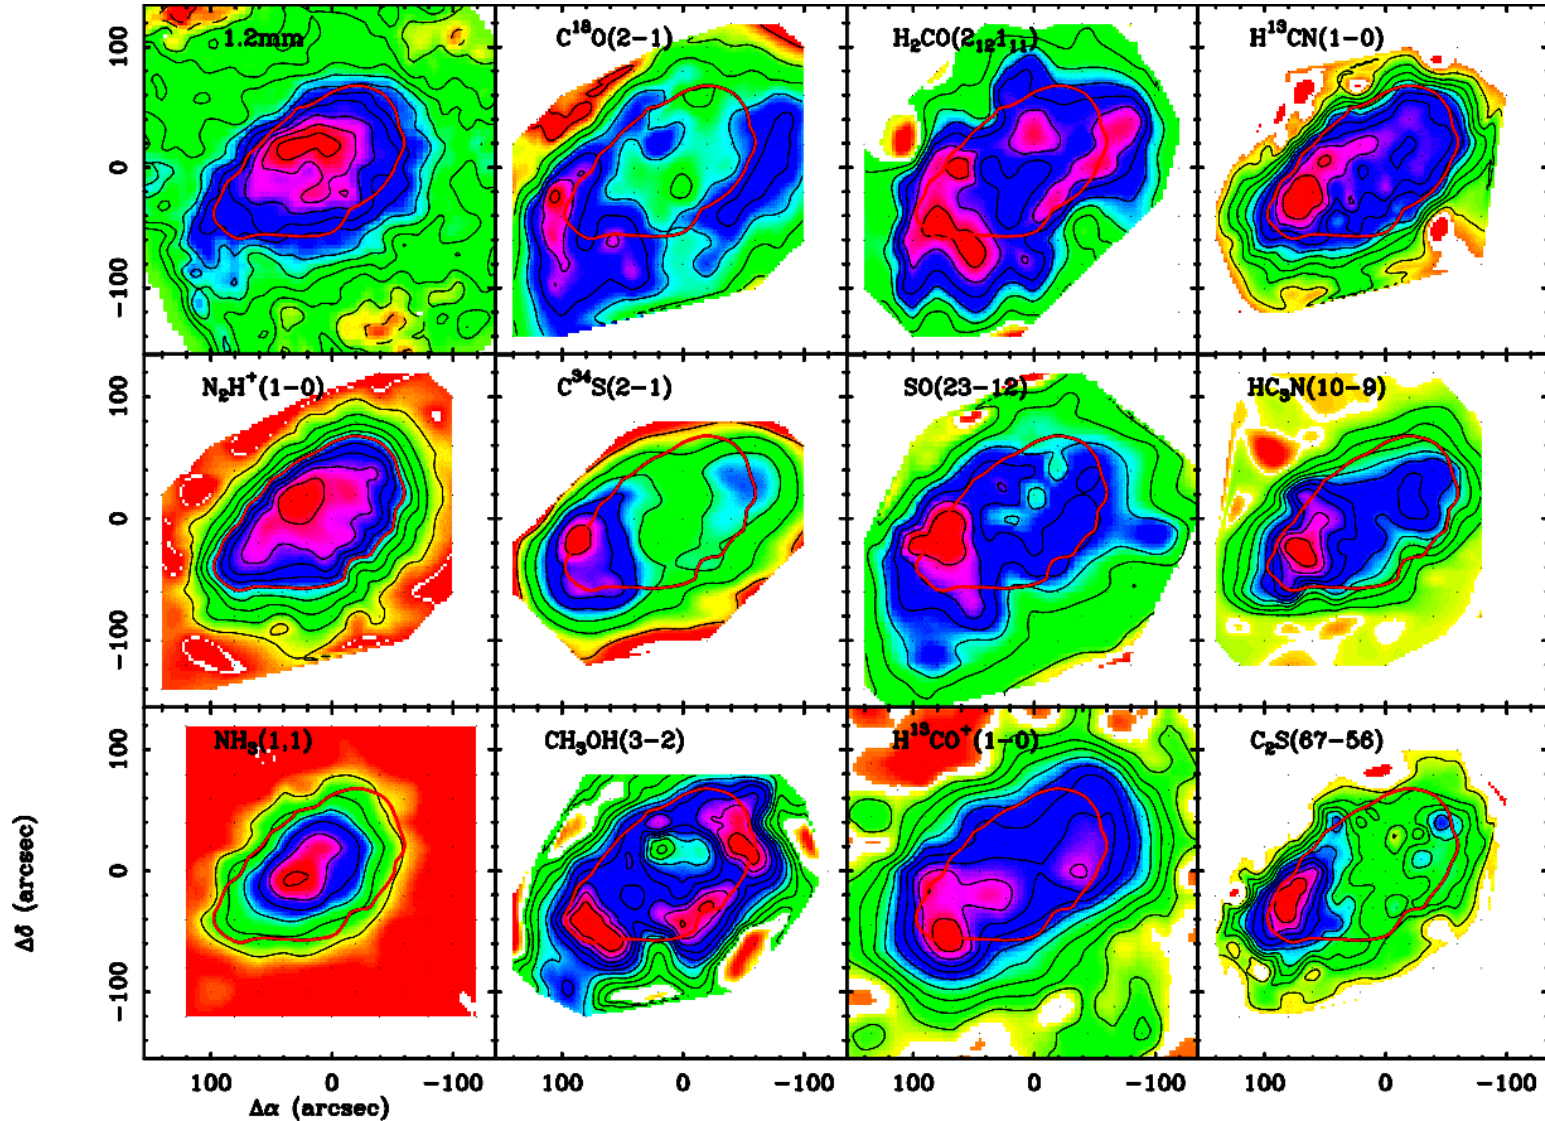 1.2mm
C¹⁸O(2−1)
H₂CO(2₁₂1₁₁)
H¹³CN(1−0)
100
0
−100
N₂H⁺(1−0)
C³⁴S(2−1)
SO(23−12)
HC₃N(10−9)
100
0
−100
NH₃(1,1)
CH₃OH(3−2)
H¹³CO⁺(1−0)
C₂S(67−56)
100
0
−100
Δδ (arcsec)
100 0 −100
100 0 −100
100 0 −100
100 0 −100
Δα (arcsec)